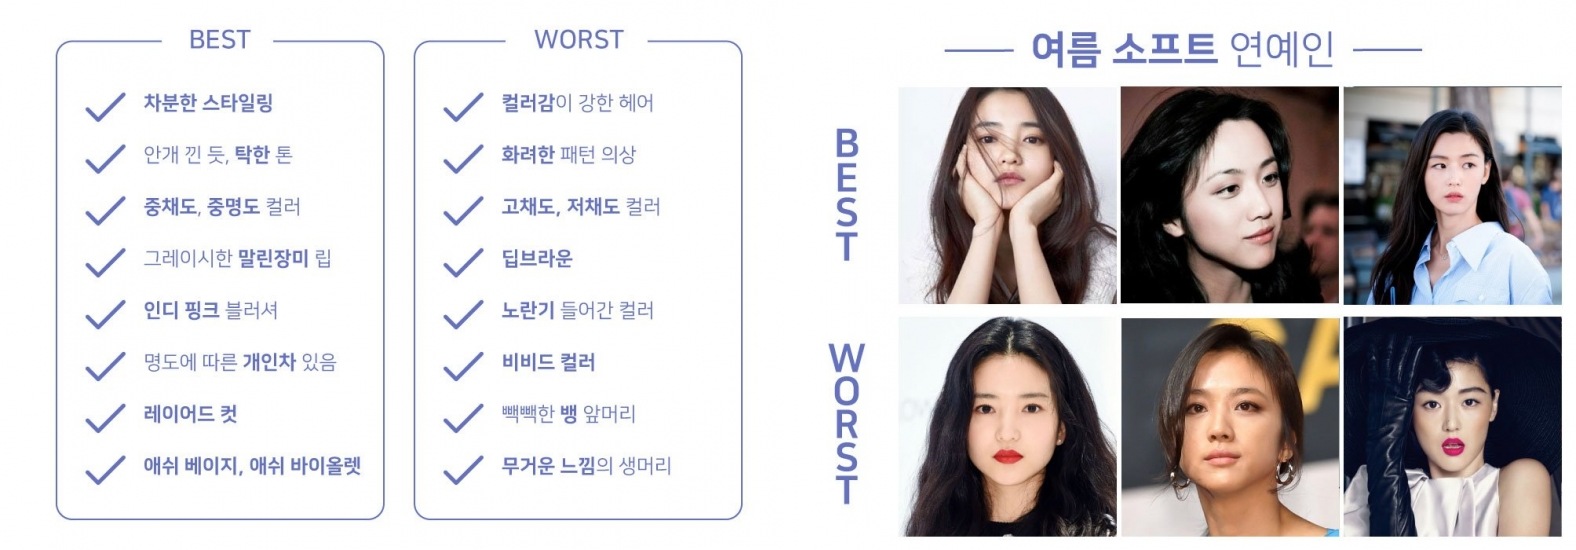 BEST
차분한 스타일링
안개 낀 듯, 탁한 톤
중채도, 중명도 컬러
그레이시한 말린장미 립
인디 핑크 블러셔
명도에 따른 개인차 있음
레이어드 컷
애쉬 베이지, 애쉬 바이올렛
WORST
컬러감이 강한 헤어
화려한 패턴 의상
고채도, 저채도 컬러
딥브라운
노란기 들어간 컬러
비비드 컬러
빽빽한 뱅 앞머리
무거운 느낌의 생머리
여름 소프트 연예인
BEST
WORST